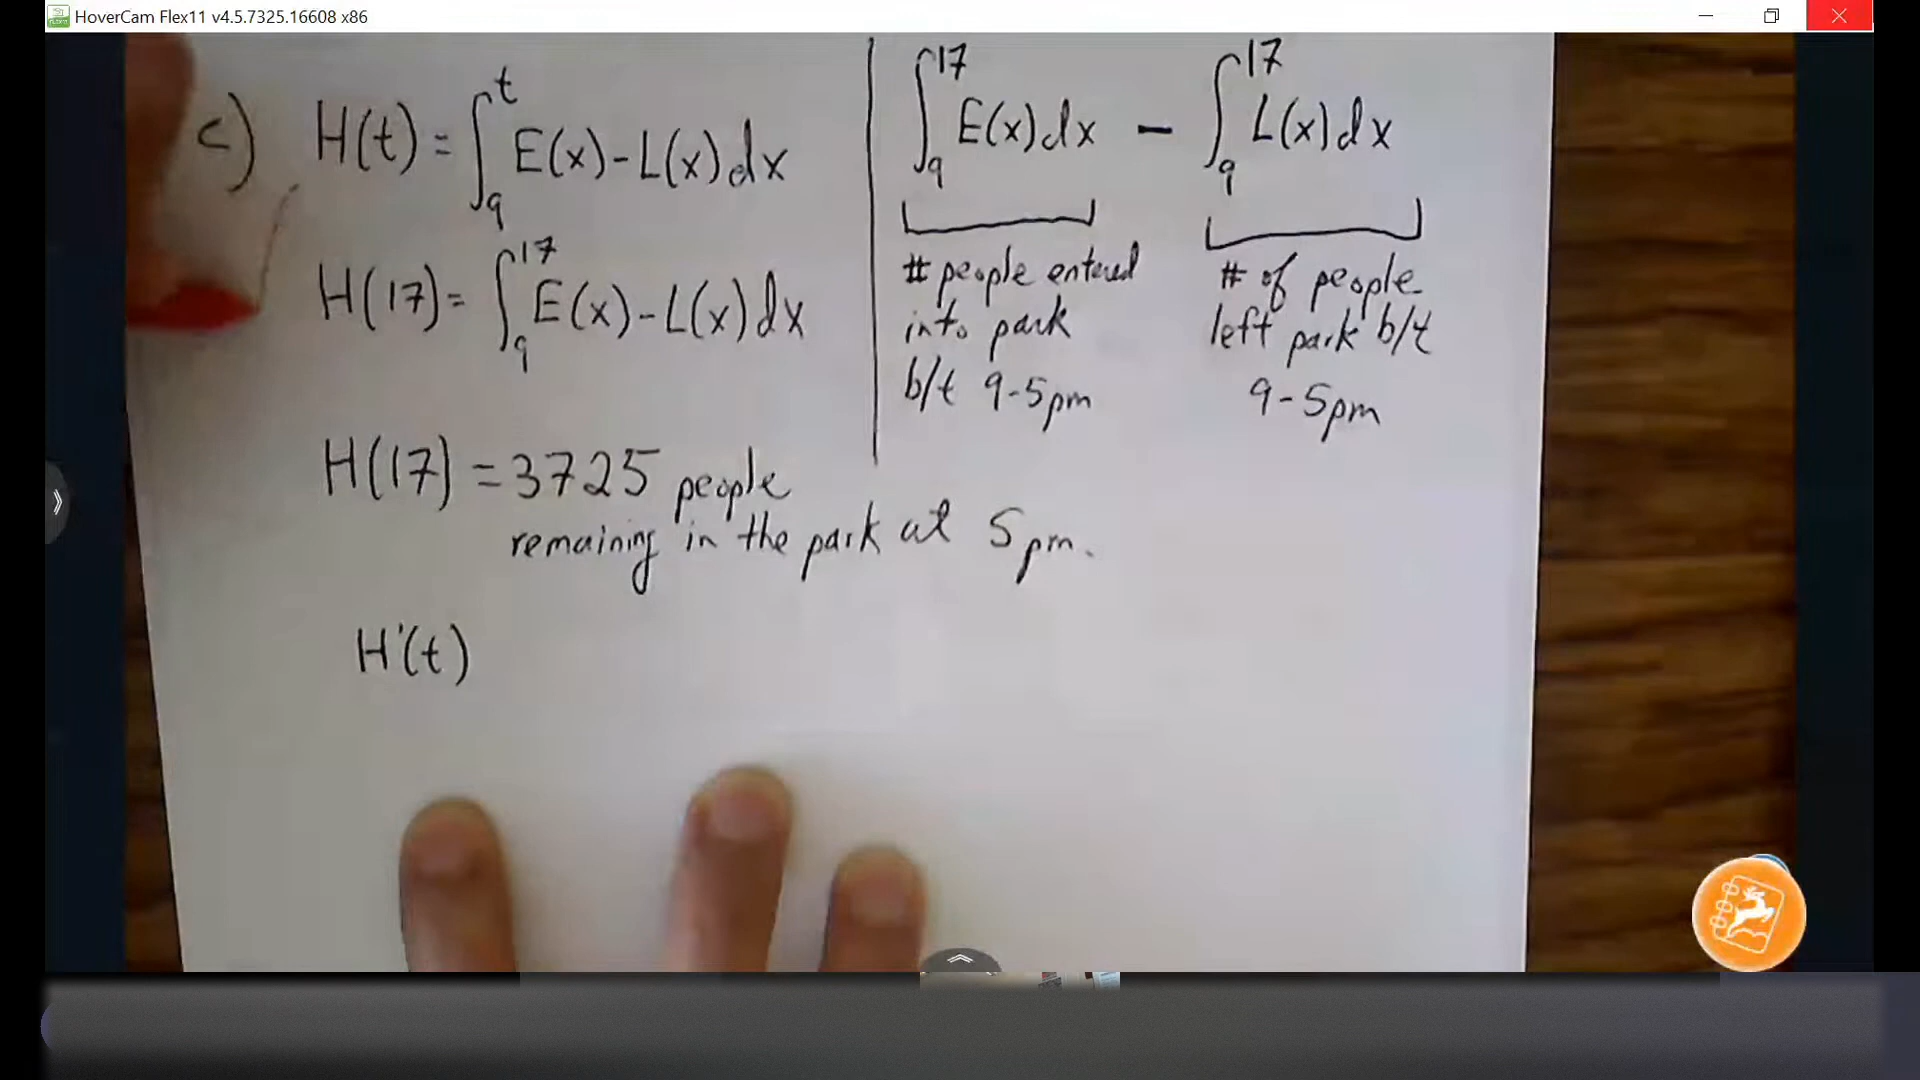 HoverCam Flex11 v4.5.7325.16608 x86
c) H(t) = ∫₉ᵗ E(x) - L(x) dx
H(17) = ∫₉¹⁷ E(x) - L(x) dx
H(17) = 3725 people
remaining in the park at 5pm.
H'(t)
∫₉¹⁷ E(x) dx - ∫₉¹⁷ L(x) dx
# people entered
into park
b/t 9-5pm
# of people
left park b/t
9-5pm